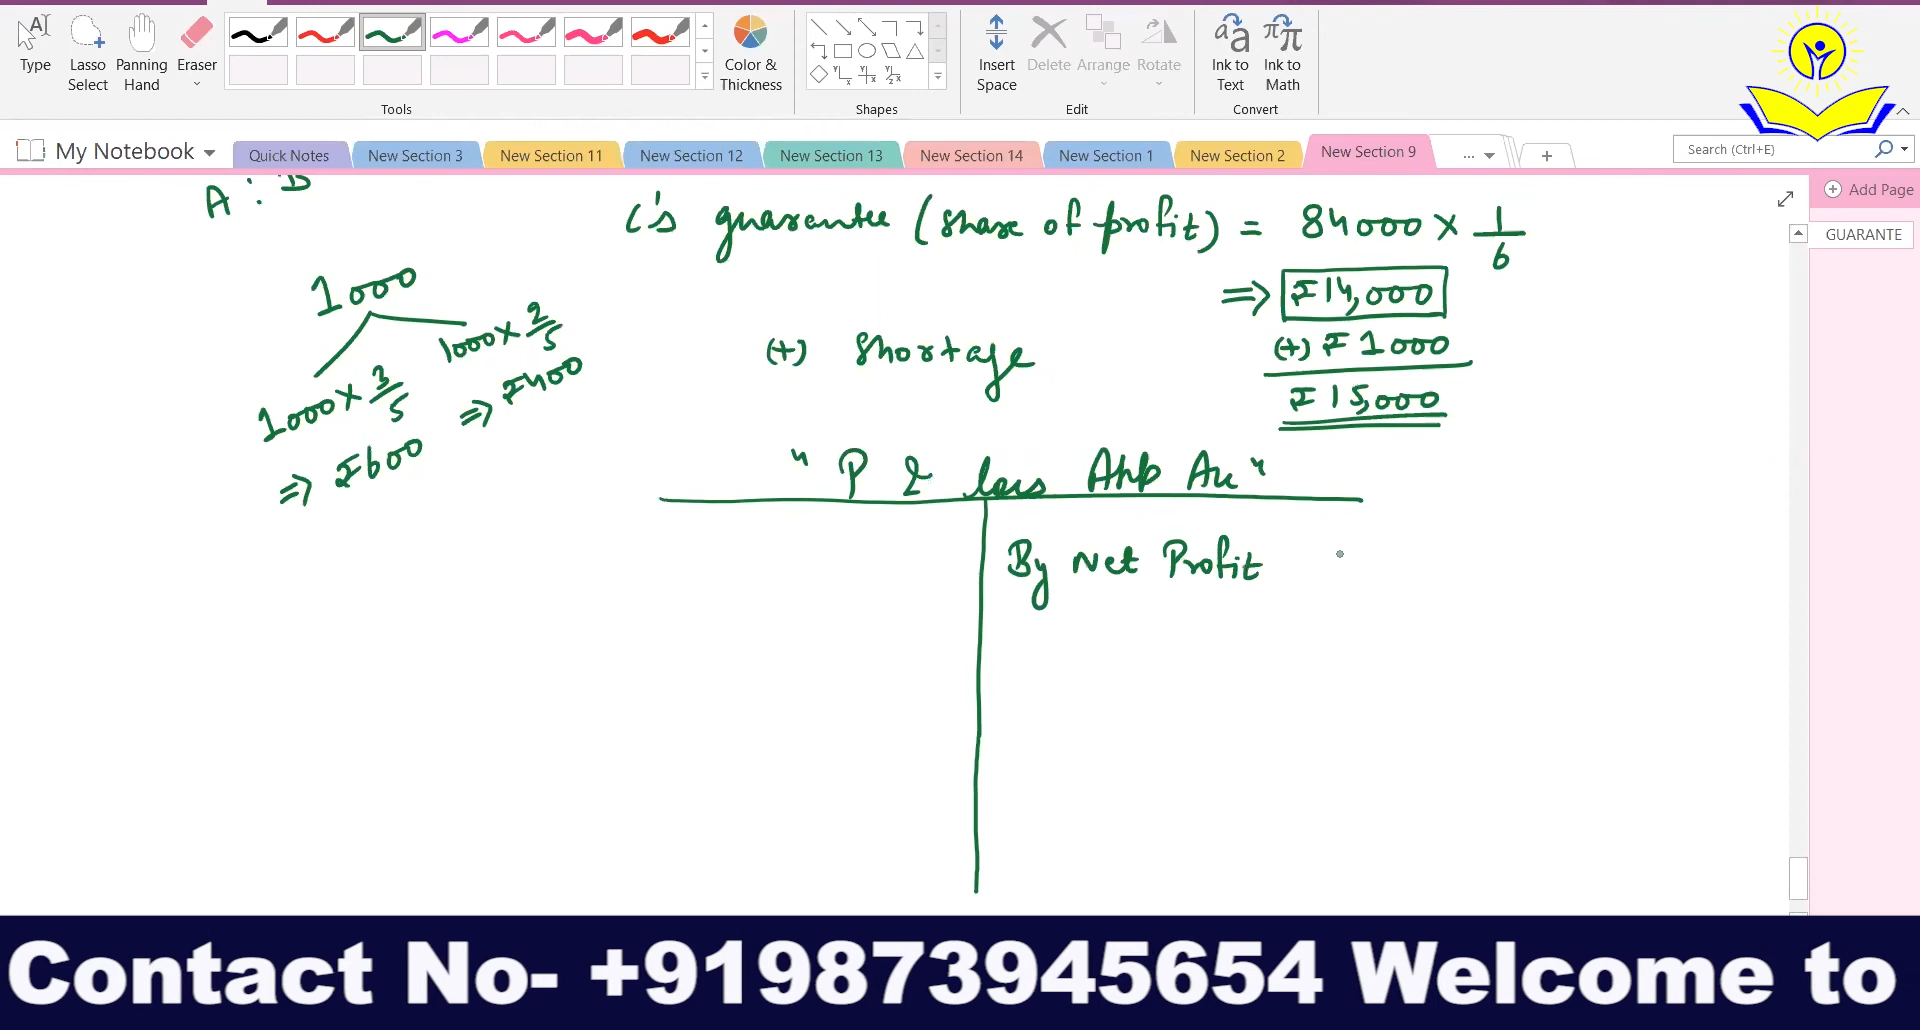 Type
Lasso Select
Panning Hand
Eraser
Color & Thickness
Insert Space
Delete
Arrange
Rotate
Ink to Text
Ink to Math
Tools
Shapes
Edit
Convert
My Notebook
Quick Notes
New Section 3
New Section 11
New Section 12
New Section 13
New Section 14
New Section 1
New Section 2
New Section 9
...
Search (Ctrl+E)
Add Page
GUARANTE
A : B
C's guarantee (share of profit) = 84000 × 1/6
⇒ ₹14,000
(+) Shortage (+) ₹1000
₹15,000
1000
1000 × 3/5
⇒ ₹600
1000 × 2/5
⇒ ₹400
"P & loss App A/c"
By Net Profit
Contact No- +919873945654 Welcome to